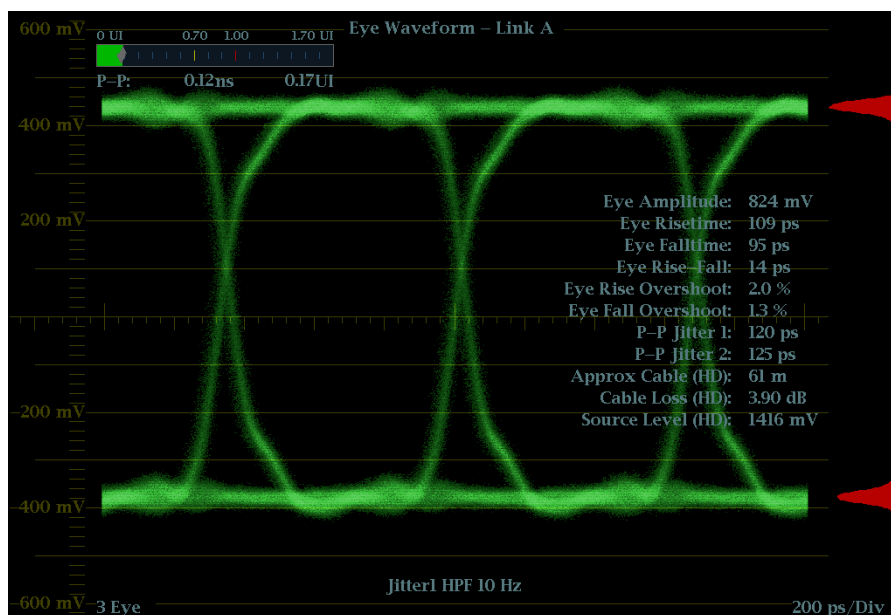 600 mV
Eye Waveform – Link A
0 UI 0.70 1.00 1.70 UI
P–P: 0.12ns 0.17UI
400 mV
200 mV
Eye Amplitude: 824 mV
Eye Risetime: 109 ps
Eye Falltime: 95 ps
Eye Rise–Fall: 14 ps
Eye Rise Overshoot: 2.0 %
Eye Fall Overshoot: 1.3 %
P–P Jitter 1: 120 ps
P–P Jitter 2: 125 ps
Approx Cable (HD): 61 m
Cable Loss (HD): 3.90 dB
Source Level (HD): 1416 mV
-200 mV
-400 mV
Jitter1 HPF 10 Hz
-600 mV
3 Eye
200 ps/Div